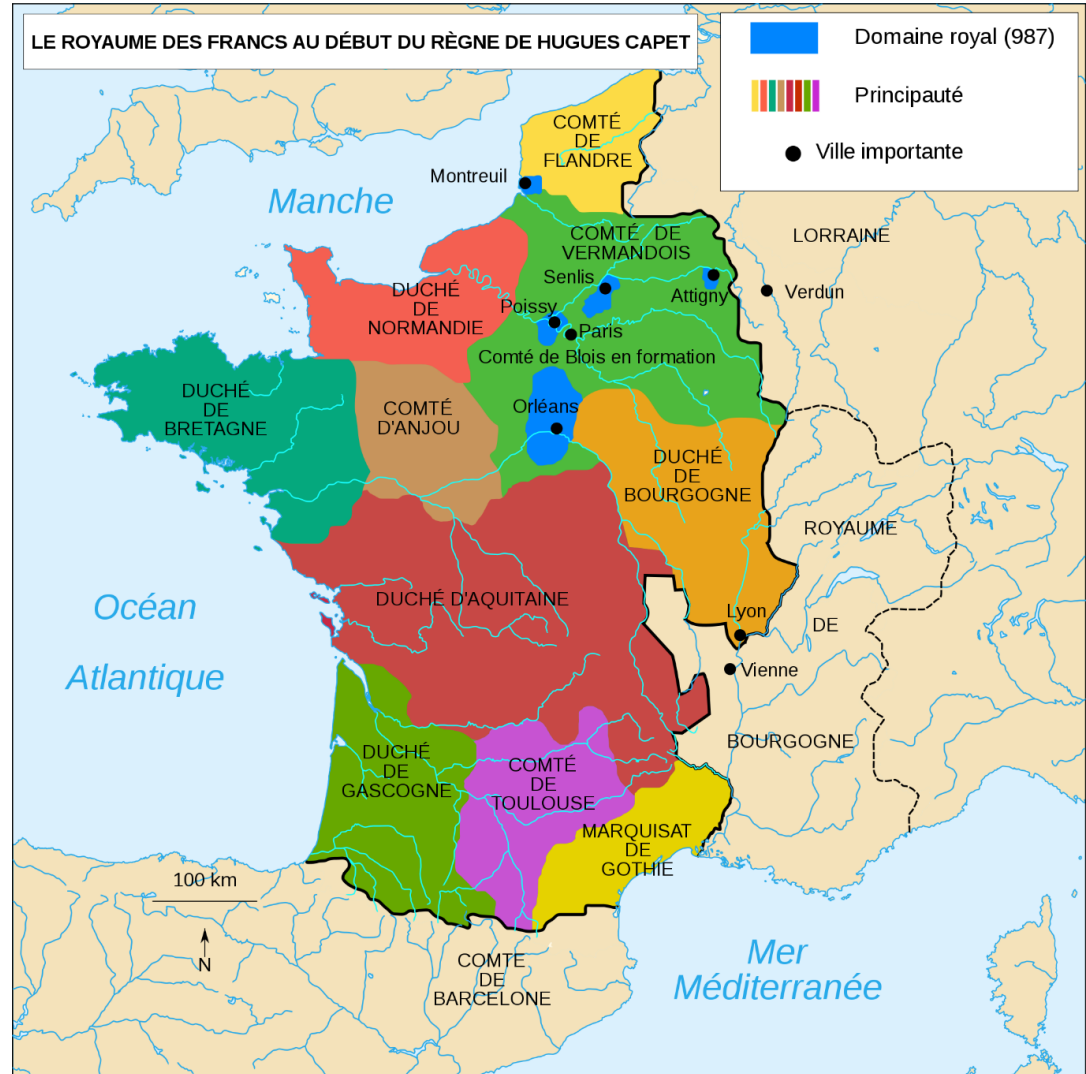 LE ROYAUME DES FRANCS AU DÉBUT DU RÈGNE DE HUGUES CAPET
Domaine royal (987)
Principauté
Ville importante
COMTÉ
DE
FLANDRE
Montreuil
Manche
COMTÉ DE
VERMANDOIS
LORRAINE
Senlis
Attigny
Verdun
DUCHÉ
DE
NORMANDIE
Poissy
Paris
Comté de Blois en formation
DUCHÉ
DE
BRETAGNE
COMTÉ
D'ANJOU
Orléans
DUCHÉ
DE
BOURGOGNE
ROYAUME
DE
BOURGOGNE
Océan
Atlantique
DUCHÉ D'AQUITAINE
Lyon
Vienne
DUCHÉ
DE
GASCOGNE
COMTÉ
DE
TOULOUSE
MARQUISAT
DE
GOTHIE
100 km
N
COMTE
DE
BARCELONE
Mer
Méditerranée